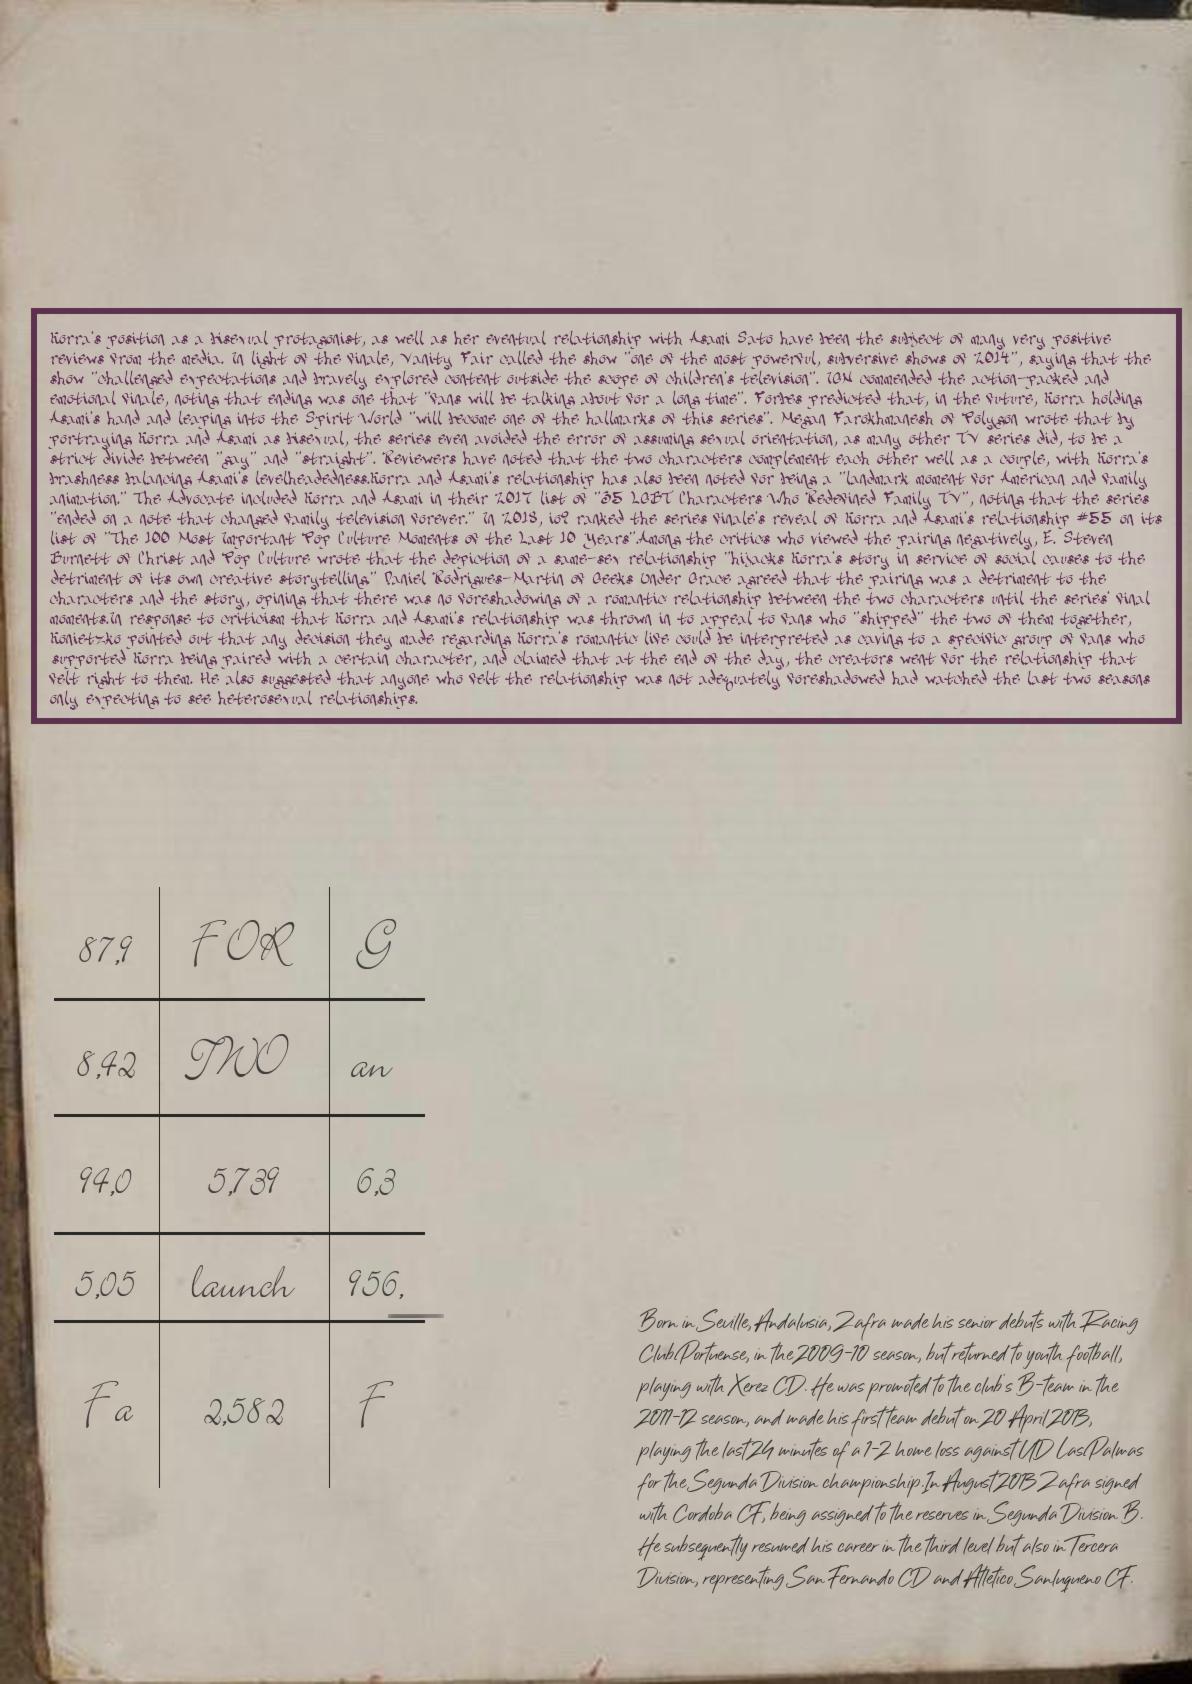 Korra's position as a bisexual protagonist, as well as her eventual relationship with Asami Sato have been the subject of many very positive
reviews from the media. In light of the finale, Vanity Fair called the show "one of the most powerful, subversive shows of 2014", saying that the
show "challenged expectations and bravely explored content outside the scope of children's television". IGN commended the action-packed and
emotional finale, noting that ending was one that "fans will be talking about for a long time". Forbes predicted that, in the future, Korra holding
Asami's hand and leaping into the Spirit World "will become one of the hallmarks of this series". Megan Farokhmanesh of Polygon wrote that by
portraying Korra and Asami as bisexual, the series even avoided the error of assuming sexual orientation, as many other TV series did, to be a
strict divide between "gay" and "straight". Reviewers have noted that the two characters complement each other well as a couple, with Korra's
brashness balancing Asami's levelheadedness.Korra and Asami's relationship has also been noted for being a "landmark moment for American and family
animation." The Advocate included Korra and Asami in their 2017 list of "35 LGBT Characters Who Redefined Family TV", noting that the series
"ended on a note that changed family television forever." In 2018, io9 ranked the series finale's reveal of Korra and Asami's relationship #55 on its
list of "The 100 Most Important Pop Culture Moments of the Last 10 Years".Among the critics who viewed the pairing negatively, E. Steven
Burnett of Christ and Pop Culture wrote that the depiction of a same-sex relationship "hijacks Korra's story in service of social causes to the
detriment of its own creative storytelling" Daniel Rodrigues-Martin of Geeks Under Grace agreed that the pairing was a detriment to the
characters and the story, opining that there was no foreshadowing of a romantic relationship between the two characters until the series' final
moments.In response to criticism that Korra and Asami's relationship was thrown in to appeal to fans who "shipped" the two of them together,
Konietzko pointed out that any decision they made regarding Korra's romantic life could be interpreted as caving to a specific group of fans who
supported Korra being paired with a certain character, and claimed that at the end of the day, the creators went for the relationship that
felt right to them. He also suggested that anyone who felt the relationship was not adequately foreshadowed had watched the last two seasons
only expecting to see heterosexual relationships.
87,9 FOR G
8,42 TWO an
94,0 5,739 6,3
5,05 launch 956,
Fa 2,582 F
Born in Seville, Andalusia, Zafra made his senior debuts with Racing
Club Portuense, in the 2009-10 season, but returned to youth football,
playing with Xerez CD. He was promoted to the club's B-team in the
2011-12 season, and made his first team debut on 20 April 2013,
playing the last 24 minutes of a 1-2 home loss against UD Las Palmas
for the Segunda Division championship.In August 2013 Zafra signed
with Cordoba CF, being assigned to the reserves in Segunda Division B.
He subsequently resumed his career in the third level but also in Tercera
Division, representing San Fernando CD and Atletico Sanluqueno CF.